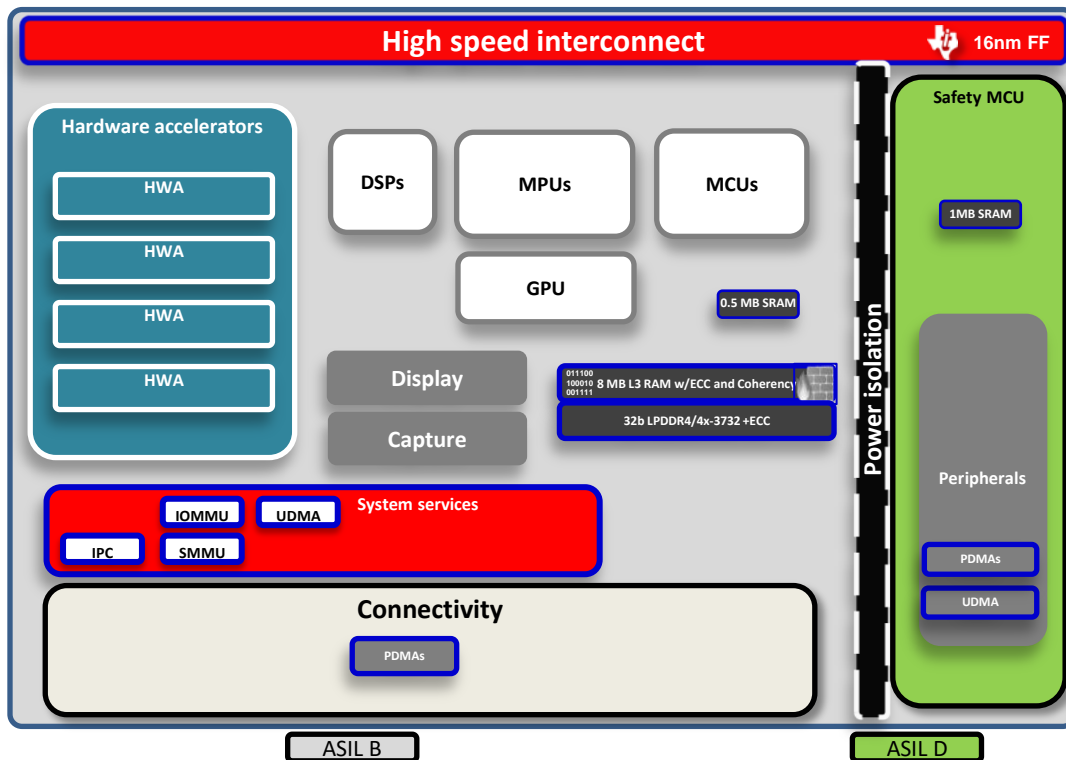 High speed interconnect
16nm FF
Safety MCU
Hardware accelerators
HWA
HWA
HWA
HWA
DSPs
MPUs
MCUs
GPU
1MB SRAM
0.5 MB SRAM
Power isolation
Display
Capture
011100
100010
001111
8 MB L3 RAM w/ECC and Coherency
32b LPDDR4/4x-3732 +ECC
Peripherals
PDMAs
UDMA
System services
IOMMU
UDMA
IPC
SMMU
Connectivity
PDMAs
ASIL B
ASIL D